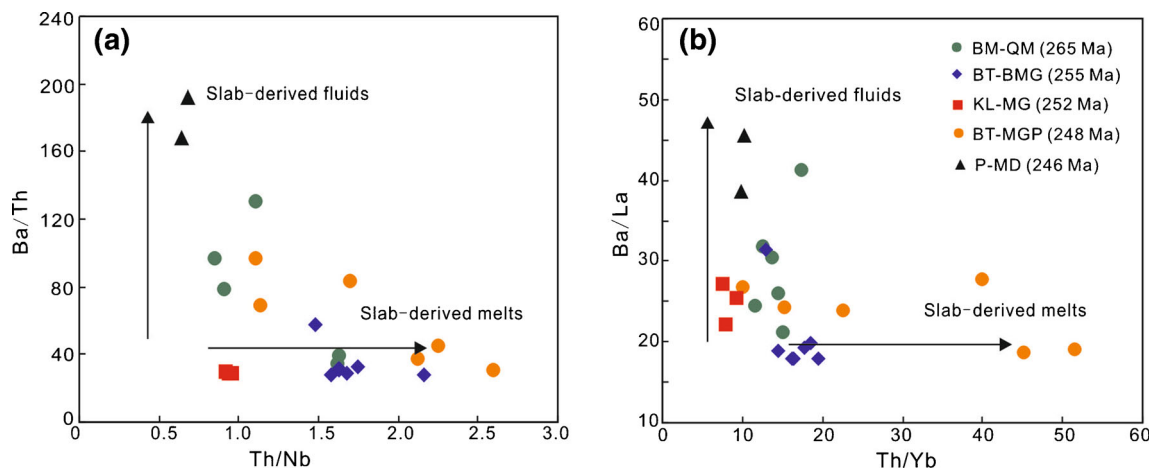 (a)
240
200
160
120
80
40
0
Ba/Th
Slab-derived fluids
Slab-derived melts
0.5
1.0
1.5
2.0
2.5
3.0
Th/Nb
(b)
60
50
40
30
20
10
Ba/La
BM-QM (265 Ma)
BT-BMG (255 Ma)
KL-MG (252 Ma)
BT-MGP (248 Ma)
P-MD (246 Ma)
Slab-derived fluids
Slab-derived melts
0
10
20
30
40
50
60
Th/Yb